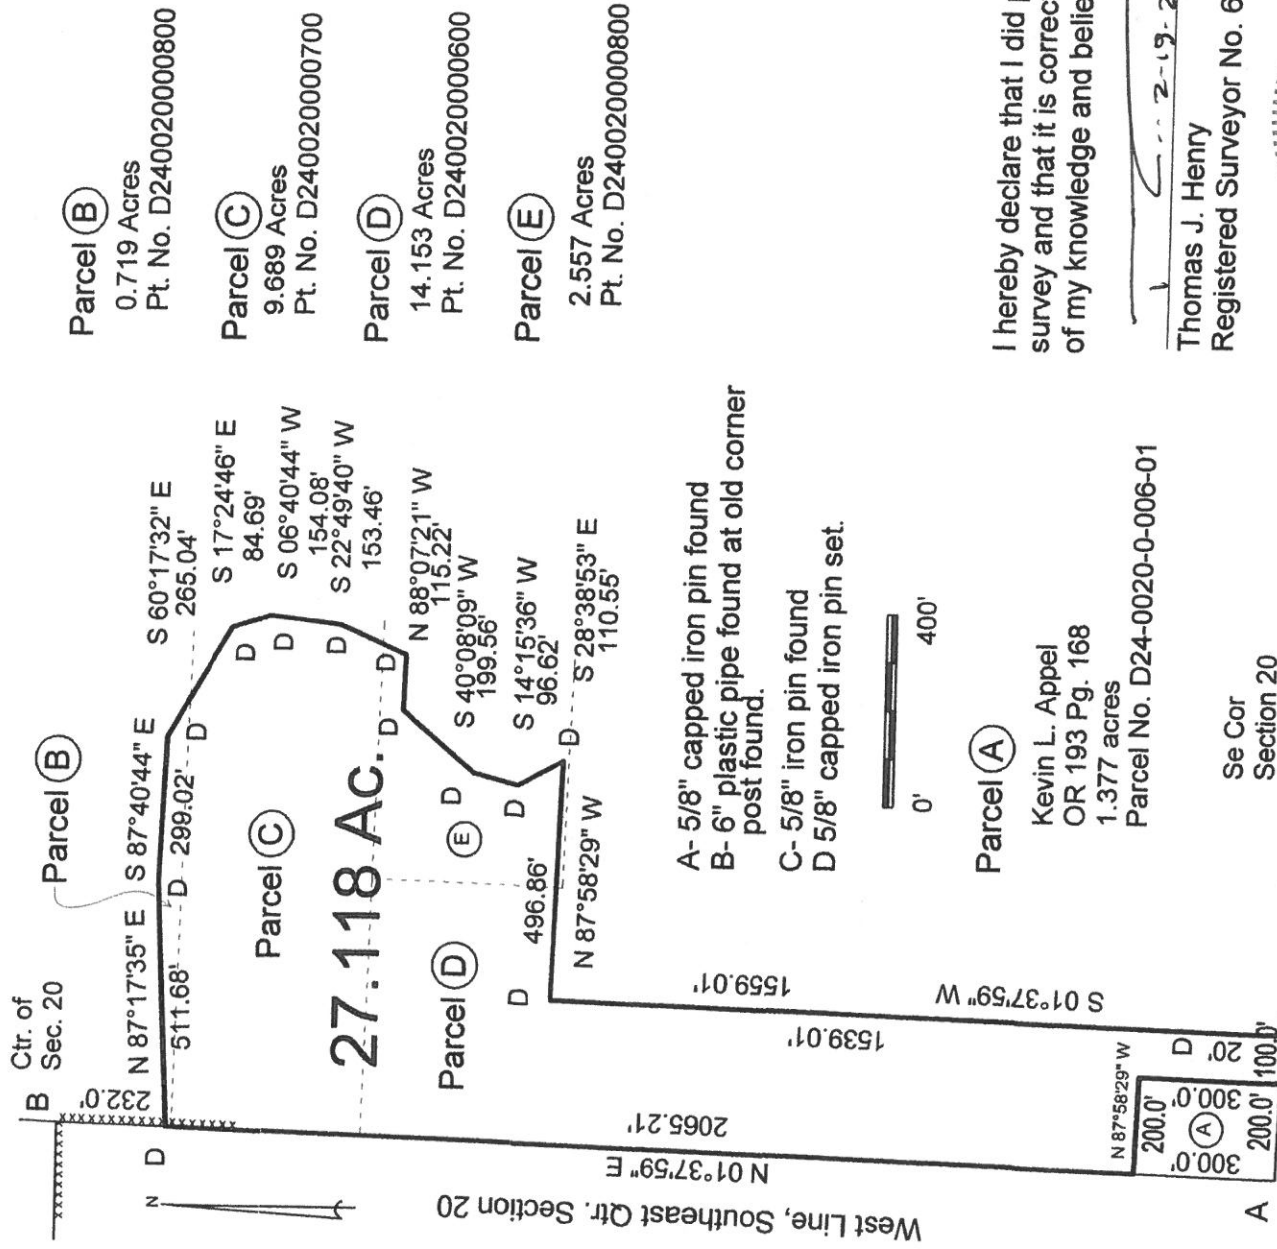 Ctr. of
Sec. 20
B
D
N
232.0'
N 87°17'35" E
511.68'
Parcel B
D
S 87°40'44" E
299.02'
D
S 60°17'32" E
265.04'
S 17°24'46" E
84.69'
D
S 06°40'44" W
154.08'
D
S 22°49'40" W
153.46'
D
D
N 88°07'21" W
115.22'
D
S 40°08'09" W
199.56'
D
S 14°15'36" W
96.62'
D
S 28°38'53" E
110.55'
D
Parcel C
27.118 Ac.
Parcel D
E
D
496.86'
N 87°58'29" W
1559.01'
S 01°37'59" W
1539.01'
2065.21'
N 01°37'59" E
West Line, Southeast Qtr. Section 20
N 87°58'29" W
200.0'
D
20'
300.0'
A
300.0'
200.0'
100.0'
A
Parcel B
0.719 Acres
Pt. No. D2400200000800
Parcel C
9.689 Acres
Pt. No. D2400200000700
Parcel D
14.153 Acres
Pt. No. D2400200000600
Parcel E
2.557 Acres
Pt. No. D2400200000800
A- 5/8" capped iron pin found
B- 6" plastic pipe found at old corner
post found.
C- 5/8" iron pin found
D 5/8" capped iron pin set.
0'
400'
Parcel A
Kevin L. Appel
OR 193 Pg. 168
1.377 acres
Parcel No. D24-0020-0-006-01
Se Cor
Section 20
I hereby declare that I did
survey and that it is correc
of my knowledge and belie
2-19-2
Thomas J. Henry
Registered Surveyor No. 6